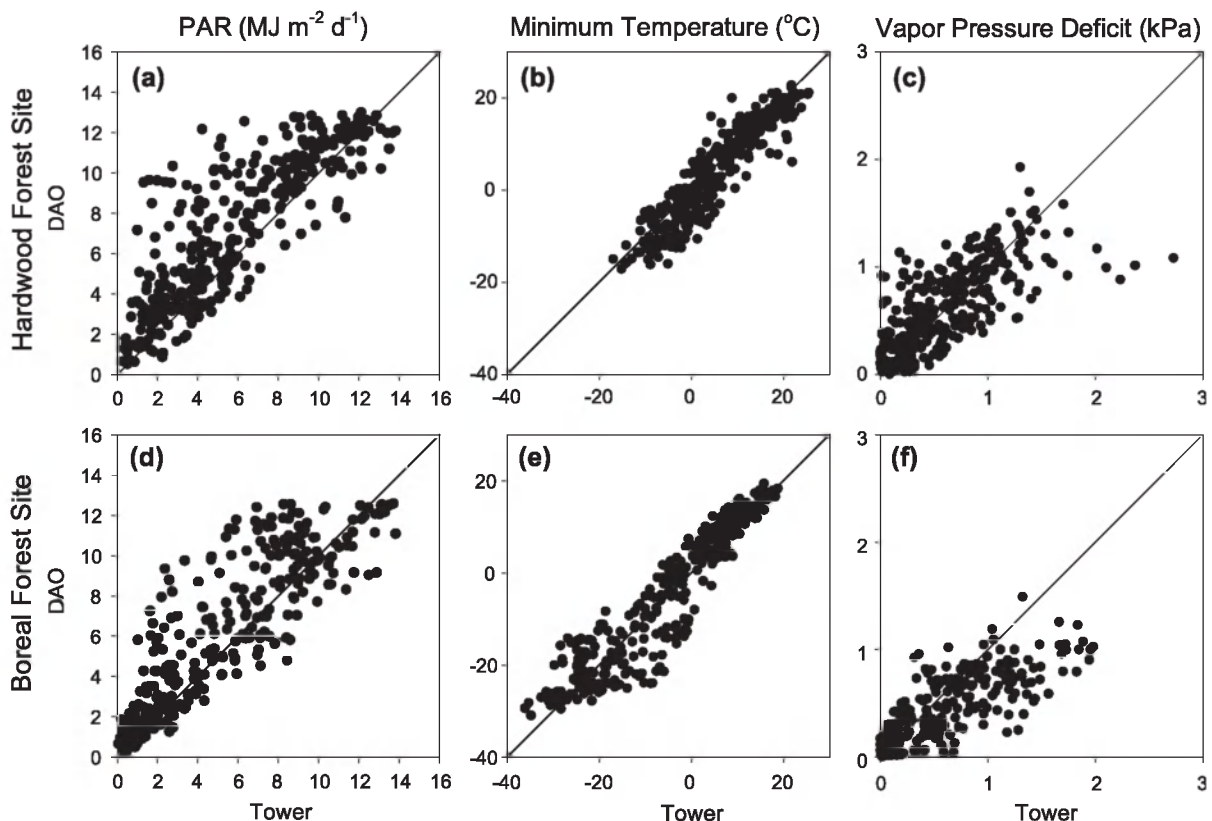 PAR (MJ m⁻² d⁻¹) Minimum Temperature (°C) Vapor Pressure Deficit (kPa)
Hardwood Forest Site
DAO
(a)
16
14
12
10
8
6
4
2
0
0 2 4 6 8 10 12 14 16
(b)
20
0
-20
-40
-40 -20 0 20
(c)
3
2
1
0
0 1 2 3
Boreal Forest Site
DAO
(d)
16
14
12
10
8
6
4
2
0
0 2 4 6 8 10 12 14 16
Tower
(e)
20
0
-20
-40
-40 -20 0 20
Tower
(f)
3
2
1
0
0 1 2 3
Tower